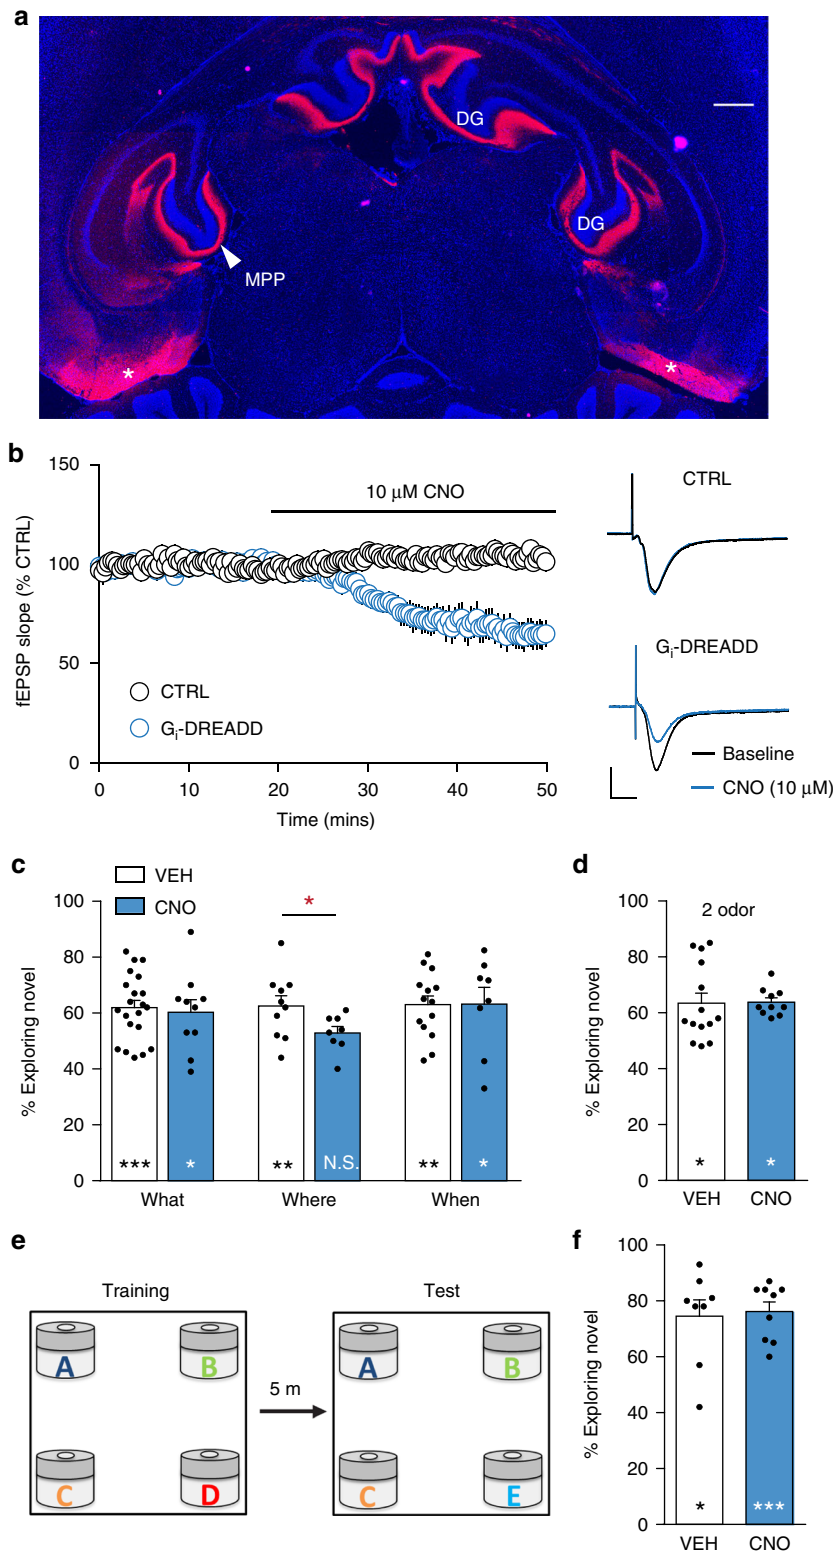 a
DG
DG
MPP
*
*
b
150
100
50
0
fEPSP slope (% CTRL)
10 μM CNO
CTRL
Gi-DREADD
0
10
20
30
40
50
Time (mins)
CTRL
Gi-DREADD
Baseline
CNO (10 μM)
c
VEH
CNO
*
100
80
60
40
20
0
% Exploring novel
***
*
**
N.S.
**
*
What
Where
When
d
2 odor
100
80
60
40
20
0
% Exploring novel
*
*
VEH
CNO
e
Training
Test
A
B
C
D
5 m
A
B
C
E
f
100
80
60
40
20
0
% Exploring novel
*
***
VEH
CNO